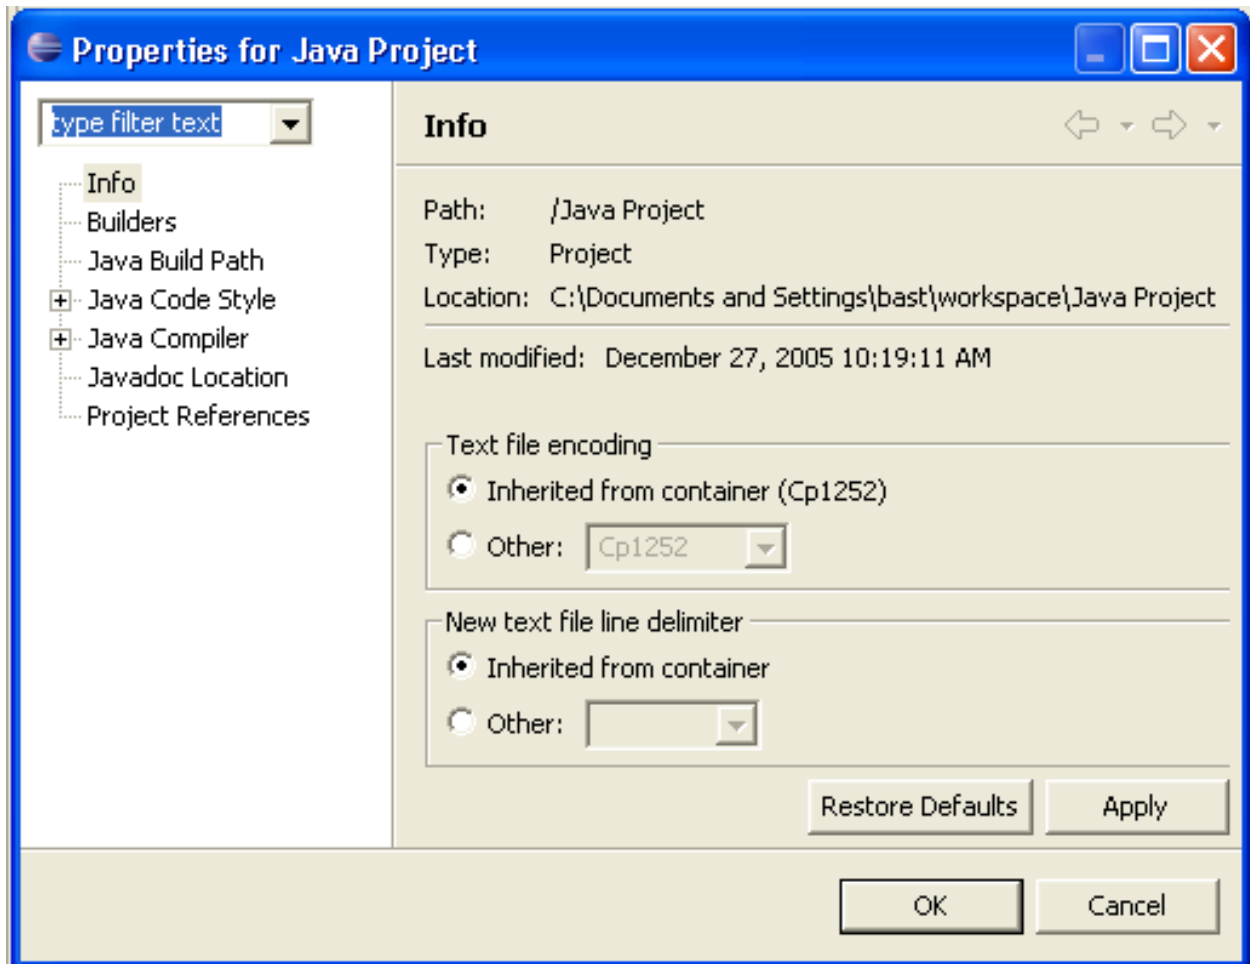 Properties for Java Project
type filter text
Info
Builders
Java Build Path
Java Code Style
Java Compiler
Javadoc Location
Project References
Info
Path: /Java Project
Type: Project
Location: C:\Documents and Settings\bast\workspace\Java Project
Last modified: December 27, 2005 10:19:11 AM
Text file encoding
Inherited from container (Cp1252)
Other: Cp1252
New text file line delimiter
Inherited from container
Other:
Restore Defaults Apply
OK Cancel